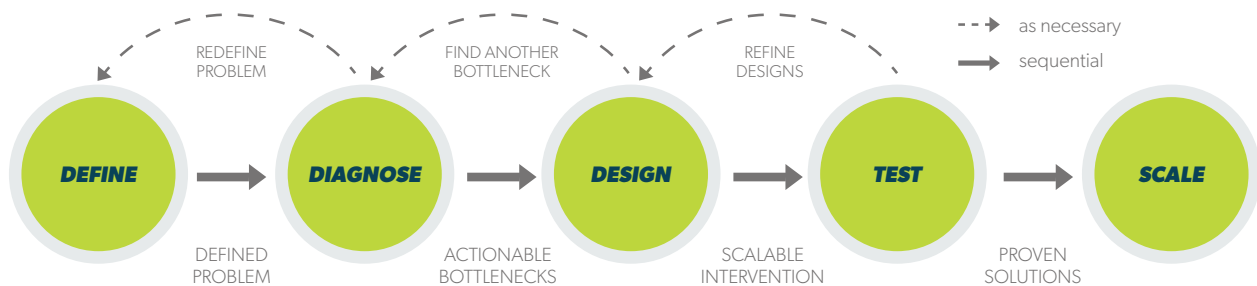 REDEFINE
PROBLEM
FIND ANOTHER
BOTTLENECK
REFINE
DESIGNS
as necessary
sequential
DEFINE
DIAGNOSE
DESIGN
TEST
SCALE
DEFINED
PROBLEM
ACTIONABLE
BOTTLENECKS
SCALABLE
INTERVENTION
PROVEN
SOLUTIONS